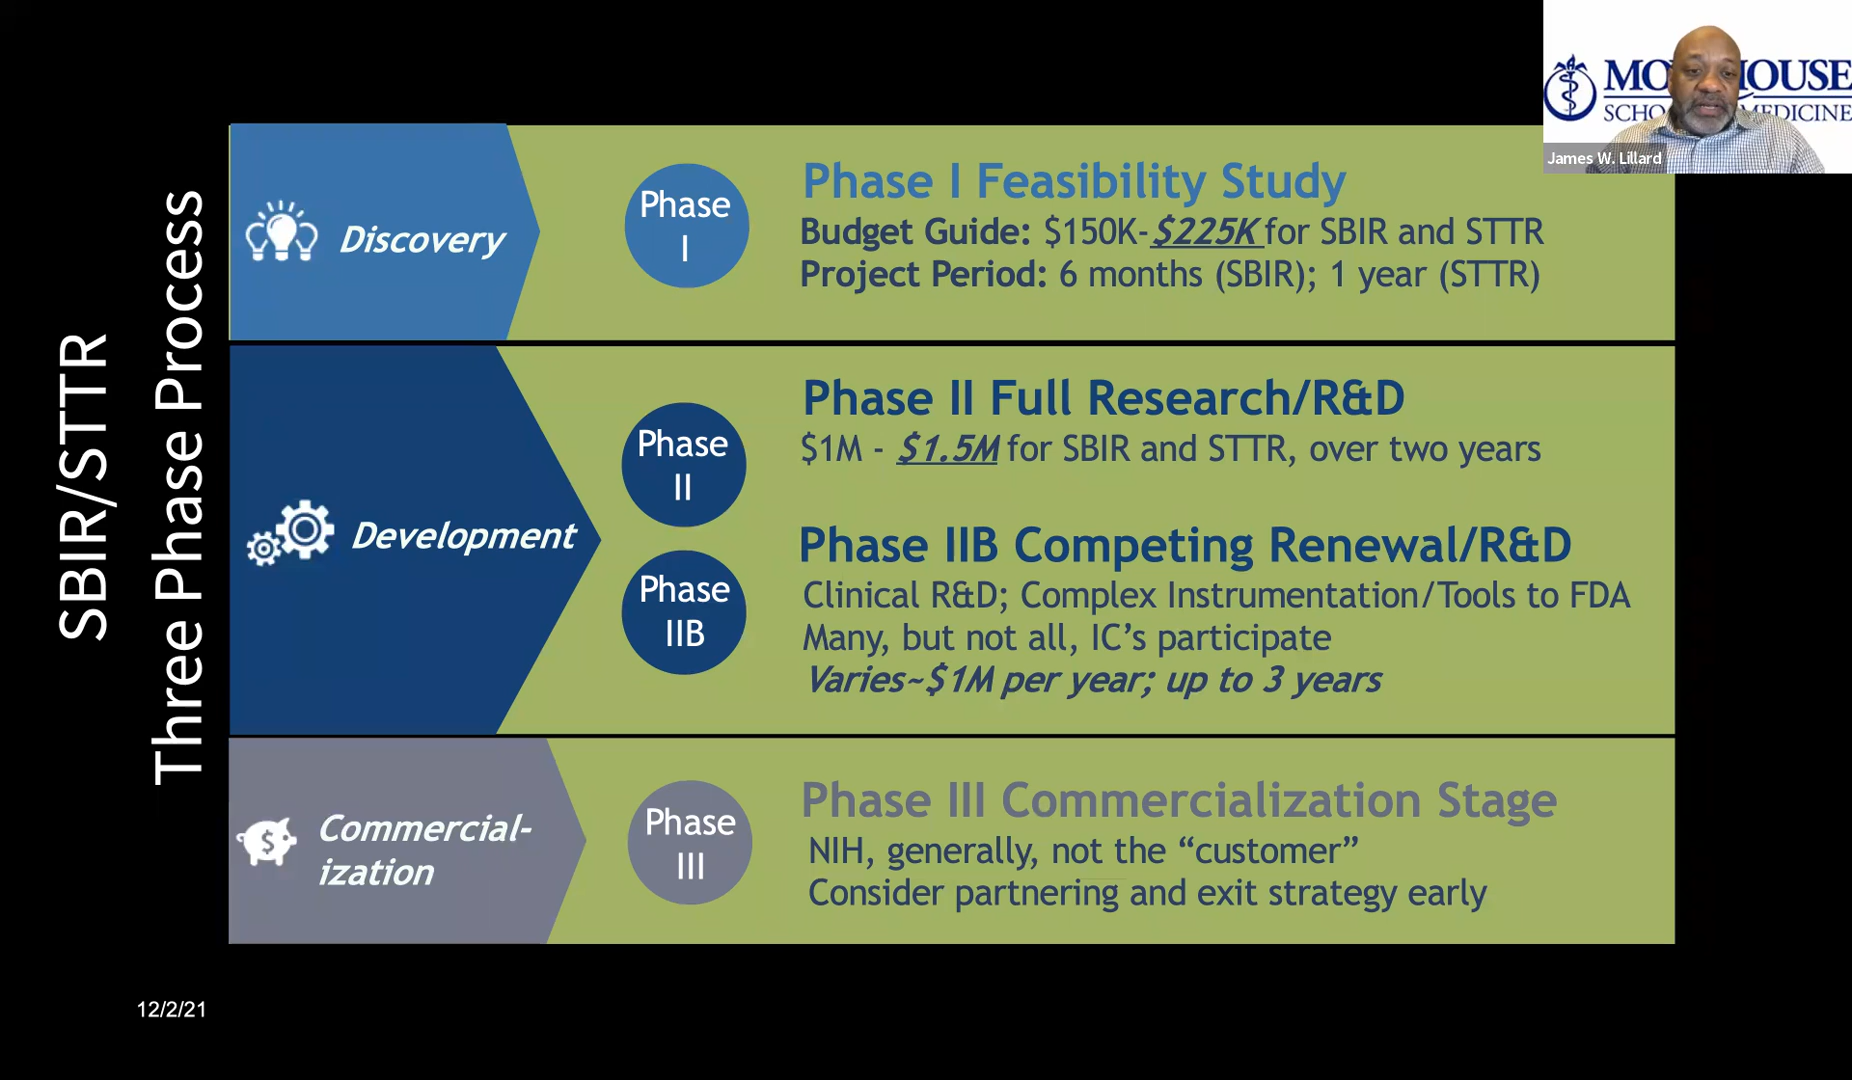 SBIR/STTR
Three Phase Process
Discovery
Phase
I
Phase I Feasibility Study
Budget Guide: $150K-$225K for SBIR and STTR
Project Period: 6 months (SBIR); 1 year (STTR)
Development
Phase
II
Phase II Full Research/R&D
$1M - $1.5M for SBIR and STTR, over two years
Phase
IIB
Phase IIB Competing Renewal/R&D
Clinical R&D; Complex Instrumentation/Tools to FDA
Many, but not all, IC’s participate
Varies~$1M per year; up to 3 years
Commercial-
ization
Phase
III
Phase III Commercialization Stage
NIH, generally, not the “customer”
Consider partnering and exit strategy early
12/2/21
James W. Lillard